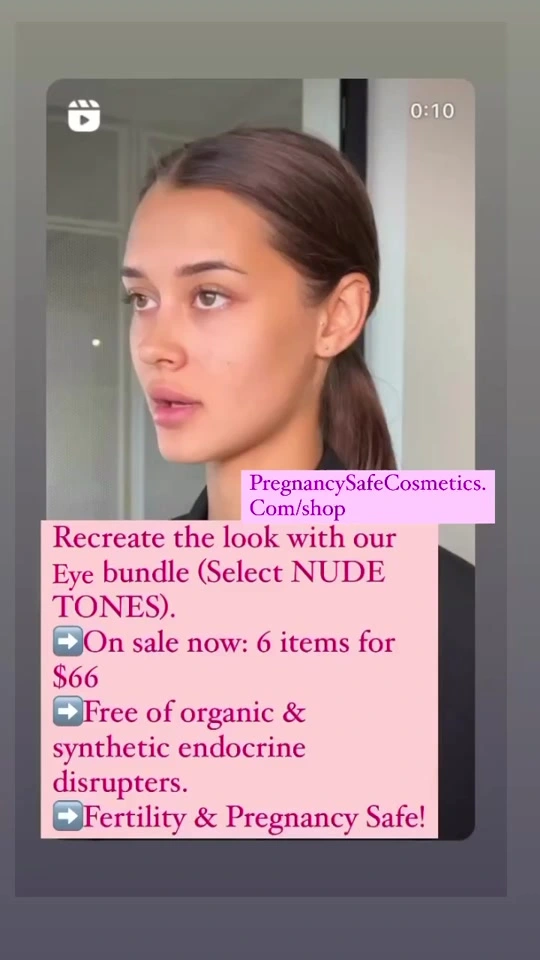 0:10
PregnancySafeCosmetics.
Com/shop
Recreate the look with our
Eye bundle (Select NUDE
TONES).
➡️On sale now: 6 items for
$66
➡️Free of organic &
synthetic endocrine
disrupters.
➡️Fertility & Pregnancy Safe!